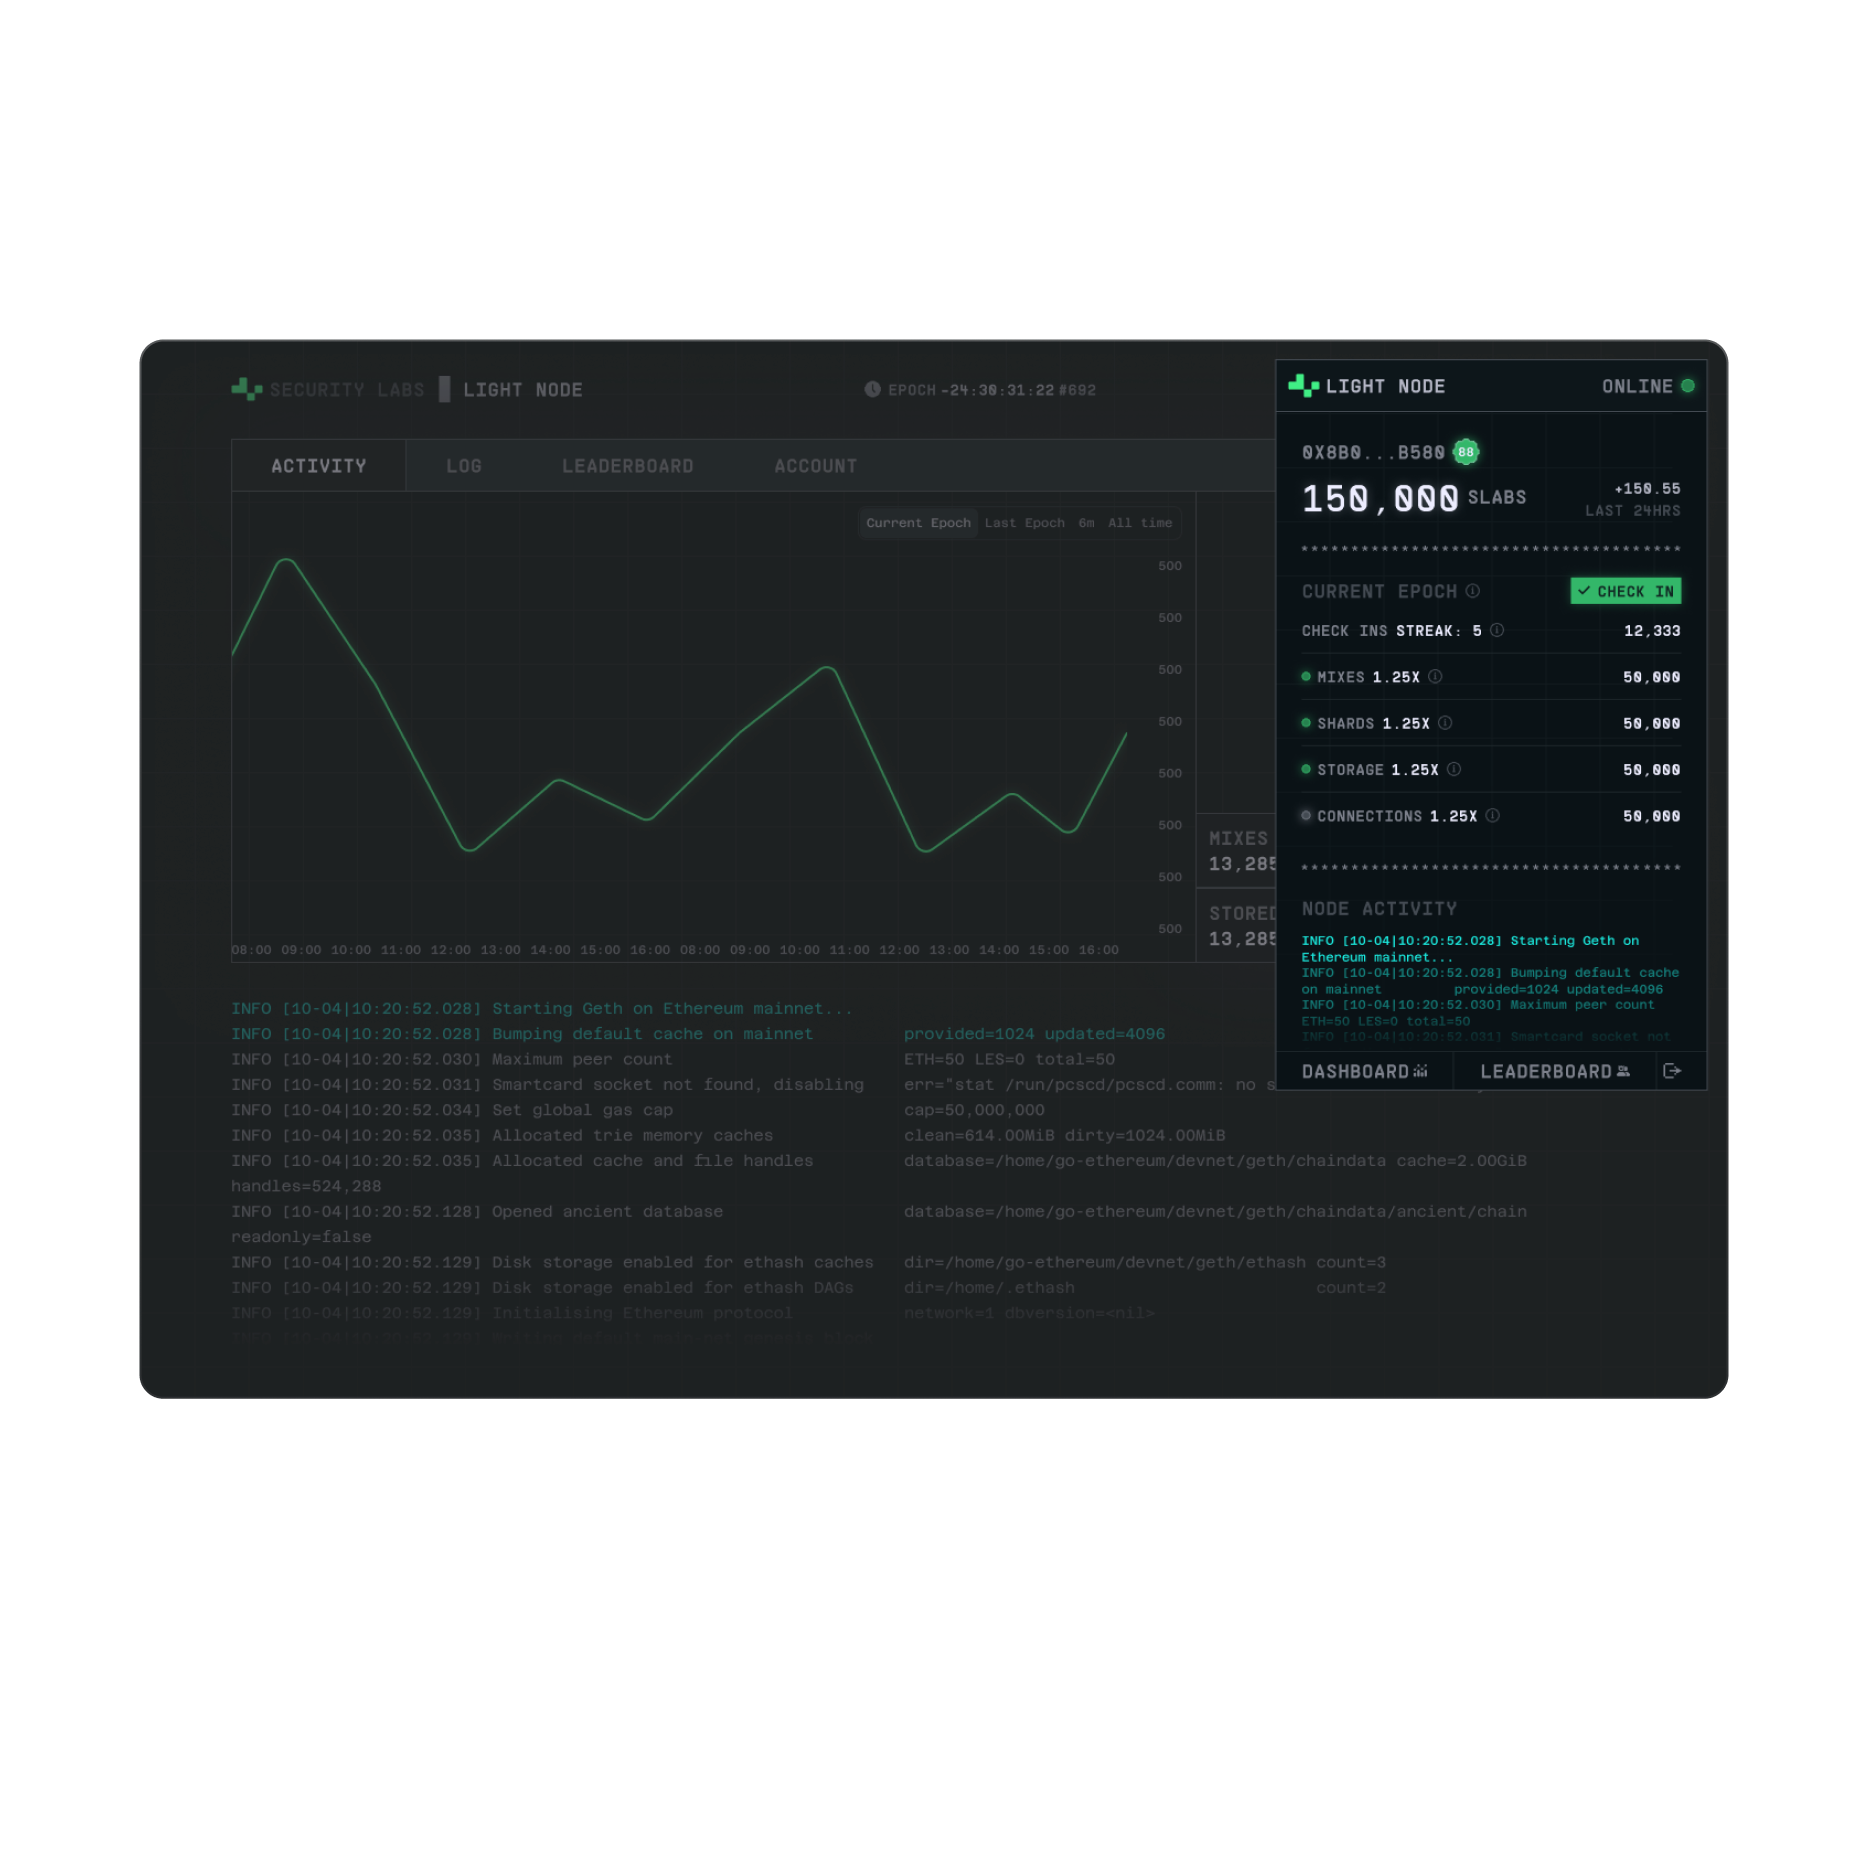 SECURITY LABS LIGHT NODE
EPOCH -24:30:31:22 #692
ACTIVITY LOG LEADERBOARD ACCOUNT
Current Epoch Last Epoch 6m All time
500
500
500
500
500
500
500
500
08:00 09:00 10:00 11:00 12:00 13:00 14:00 15:00 16:00 08:00 09:00 10:00 11:00 12:00 13:00 14:00 15:00 16:00
MIXES
13,285
STORED
13,285
INFO [10-04|10:20:52.028] Starting Geth on Ethereum mainnet...
INFO [10-04|10:20:52.028] Bumping default cache on mainnet provided=1024 updated=4096
INFO [10-04|10:20:52.030] Maximum peer count ETH=50 LES=0 total=50
INFO [10-04|10:20:52.031] Smartcard socket not found, disabling err="stat /run/pcscd/pcscd.comm: no s
INFO [10-04|10:20:52.034] Set global gas cap cap=50,000,000
INFO [10-04|10:20:52.035] Allocated trie memory caches clean=614.00MiB dirty=1024.00MiB
INFO [10-04|10:20:52.035] Allocated cache and file handles database=/home/go-ethereum/devnet/geth/chaindata cache=2.00GiB
handles=524,288
INFO [10-04|10:20:52.128] Opened ancient database database=/home/go-ethereum/devnet/geth/chaindata/ancient/chain
readonly=false
INFO [10-04|10:20:52.129] Disk storage enabled for ethash caches dir=/home/go-ethereum/devnet/geth/ethash count=3
INFO [10-04|10:20:52.129] Disk storage enabled for ethash DAGs dir=/home/.ethash count=2
INFO [10-04|10:20:52.129] Initialising Ethereum protocol network=1 dbversion=<nil>
LIGHT NODE ONLINE
0X8B0...B580 88
150,000 SLABS
+150.55
LAST 24HRS
**************************************
CURRENT EPOCH CHECK IN
CHECK INS STREAK: 5 12,333
MIXES 1.25X 50,000
SHARDS 1.25X 50,000
STORAGE 1.25X 50,000
CONNECTIONS 1.25X 50,000
**************************************
NODE ACTIVITY
INFO [10-04|10:20:52.028] Starting Geth on
Ethereum mainnet...
INFO [10-04|10:20:52.028] Bumping default cache
on mainnet provided=1024 updated=4096
INFO [10-04|10:20:52.030] Maximum peer count
ETH=50 LES=0 total=50
INFO [10-04|10:20:52.031] Smartcard socket not
DASHBOARD LEADERBOARD